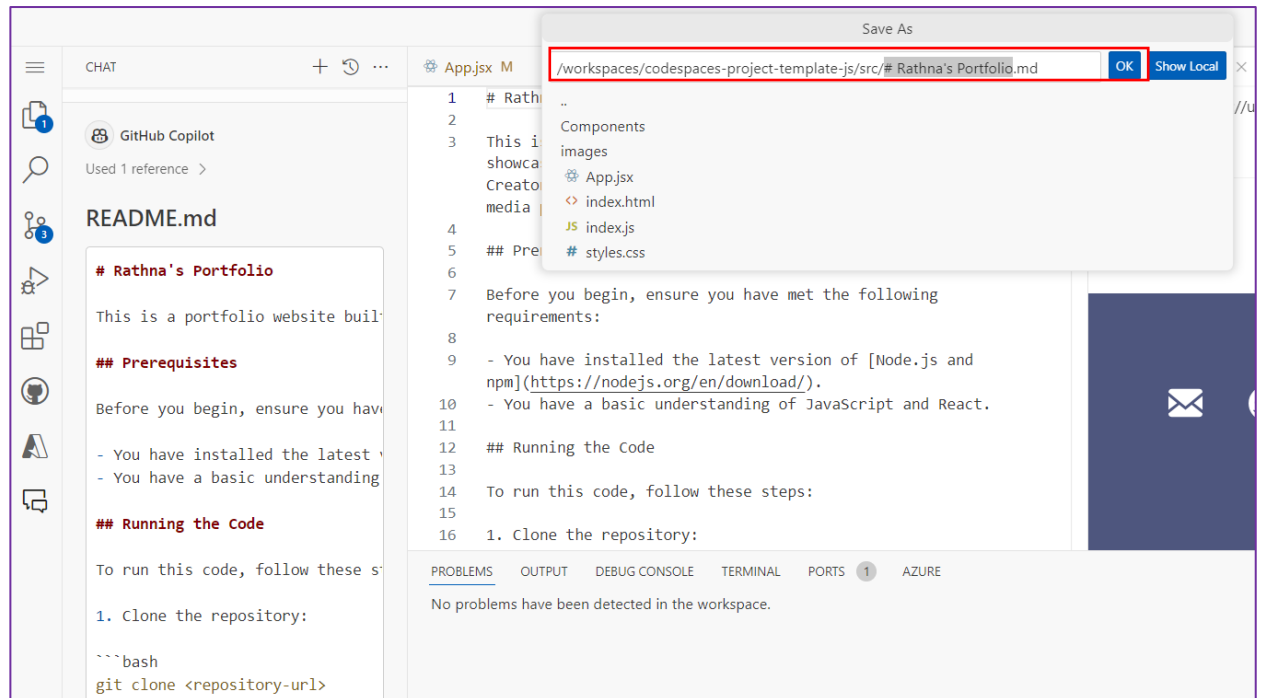 Save As
/workspaces/codespaces-project-template-js/src/# Rathna's Portfolio.md
OK
Show Local
..
Components
images
App.jsx
index.html
JS index.js
# styles.css
CHAT
1
3
GitHub Copilot
Used 1 reference
README.md
# Rathna's Portfolio
This is a portfolio website buil
## Prerequisites
Before you begin, ensure you have
- You have installed the latest
- You have a basic understanding
## Running the Code
To run this code, follow these s
1. Clone the repository:
```bash
git clone <repository-url>
App.jsx M
1 # Rath
2
3 This i
showca
Creato
media
4
5 ## Pre
6
7 Before you begin, ensure you have met the following
requirements:
8
9 - You have installed the latest version of [Node.js and
npm](https://nodejs.org/en/download/).
10 - You have a basic understanding of JavaScript and React.
11
12 ## Running the Code
13
14 To run this code, follow these steps:
15
16 1. Clone the repository:
//u
PROBLEMS OUTPUT DEBUG CONSOLE TERMINAL PORTS 1 AZURE
No problems have been detected in the workspace.